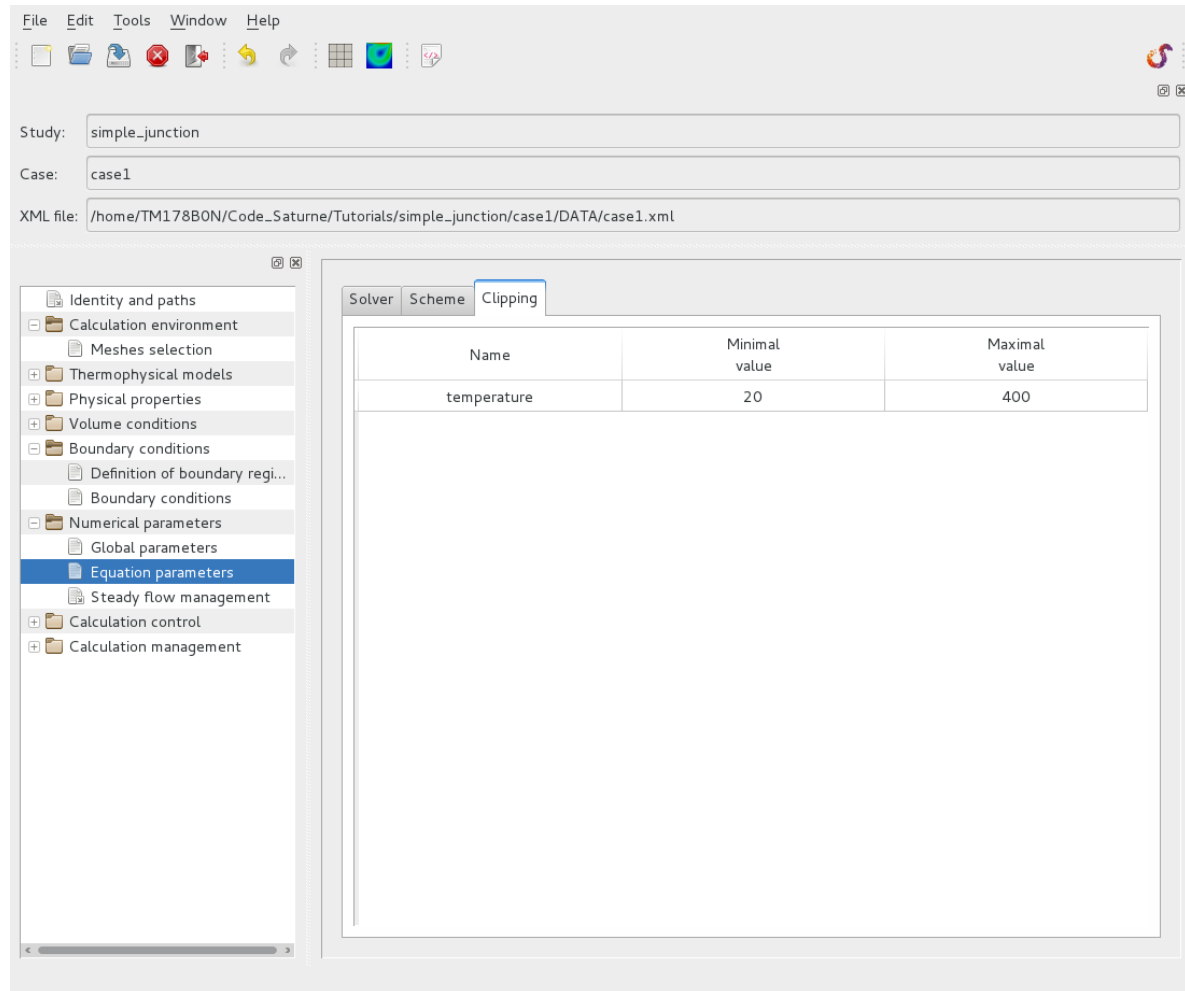 File Edit Tools Window Help
Study: simple_junction
Case: case1
XML file: /home/TM178B0N/Code_Saturne/Tutorials/simple_junction/case1/DATA/case1.xml
Identity and paths
Calculation environment
Meshes selection
Thermophysical models
Physical properties
Volume conditions
Boundary conditions
Definition of boundary regi...
Boundary conditions
Numerical parameters
Global parameters
Equation parameters
Steady flow management
Calculation control
Calculation management
Solver Scheme Clipping
Name Minimal value Maximal value
temperature 20 400